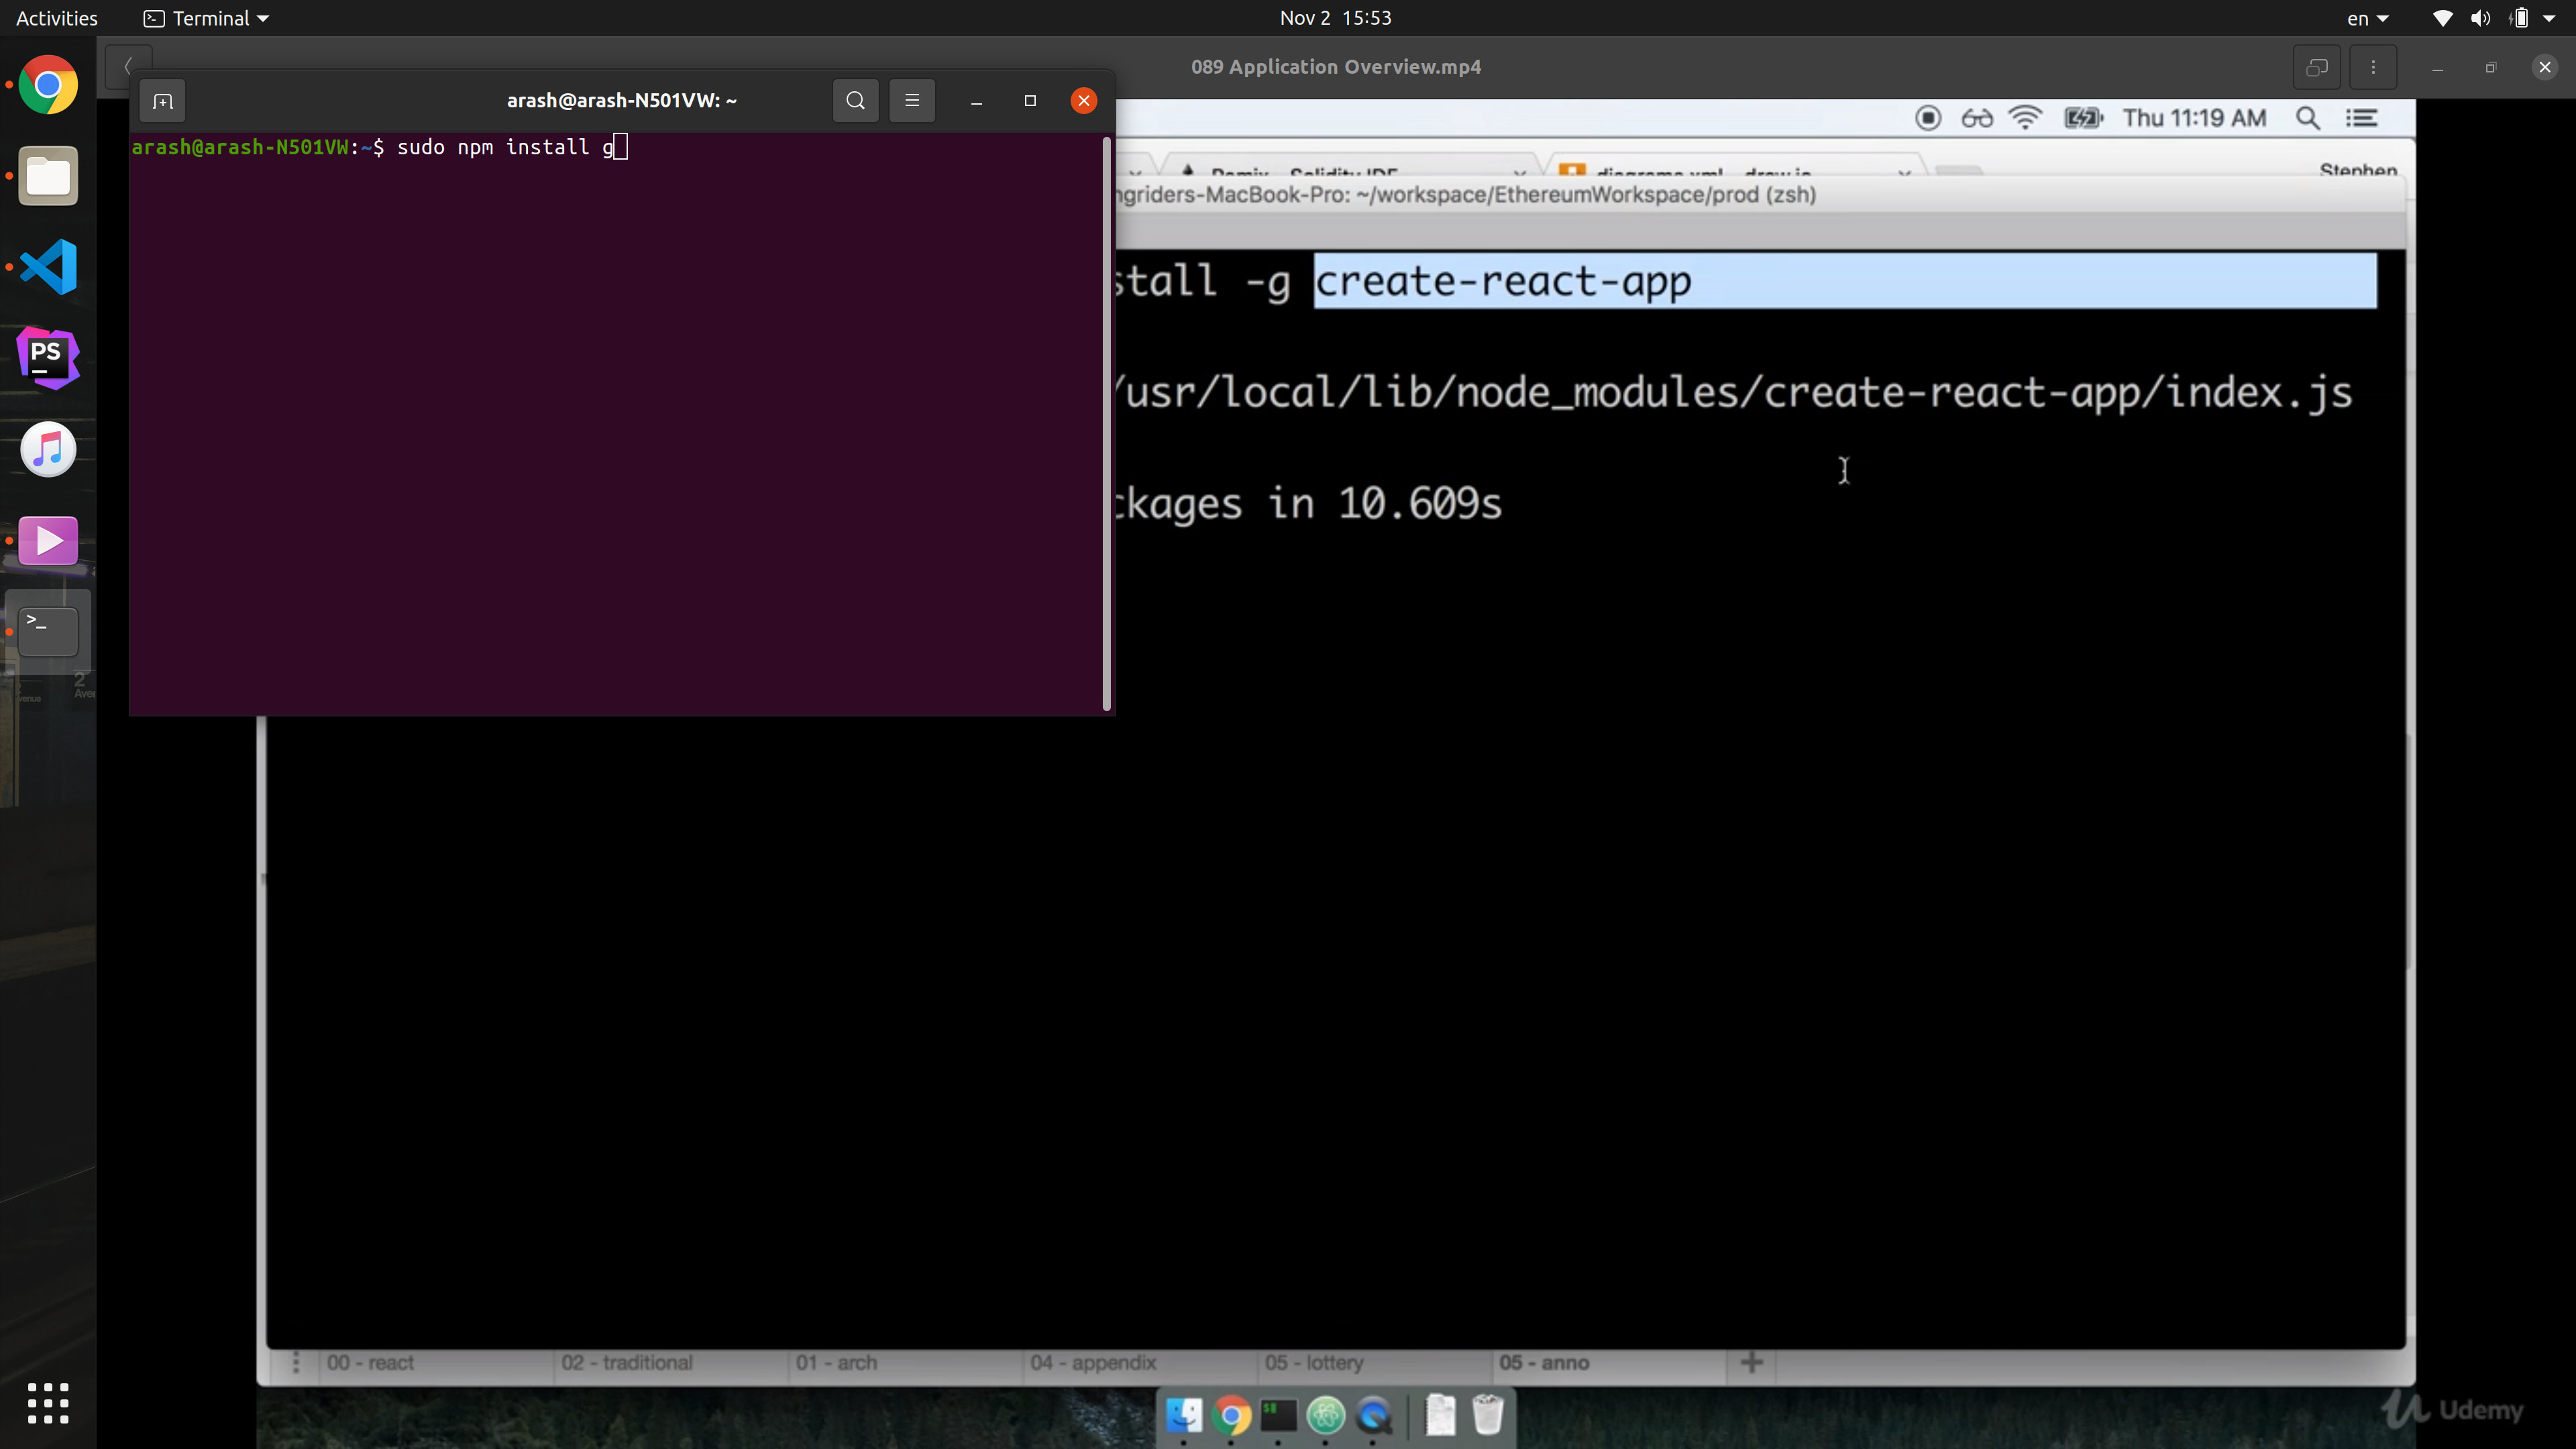 Activities
Terminal
Nov 2 15:53
en
089 Application Overview.mp4
arash@arash-N501VW: ~
arash@arash-N501VW:~$ sudo npm install g
Thu 11:19 AM
Remix - Solidity IDE
diagrams.xml - draw.io
Stephen
ngriders-MacBook-Pro: ~/workspace/EthereumWorkspace/prod (zsh)
stall -g create-react-app
/usr/local/lib/node_modules/create-react-app/index.js
ckages in 10.609s
PS
>_
00 - react
02 - traditional
01 - arch
04 - appendix
05 - lottery
05 - anno
Udemy